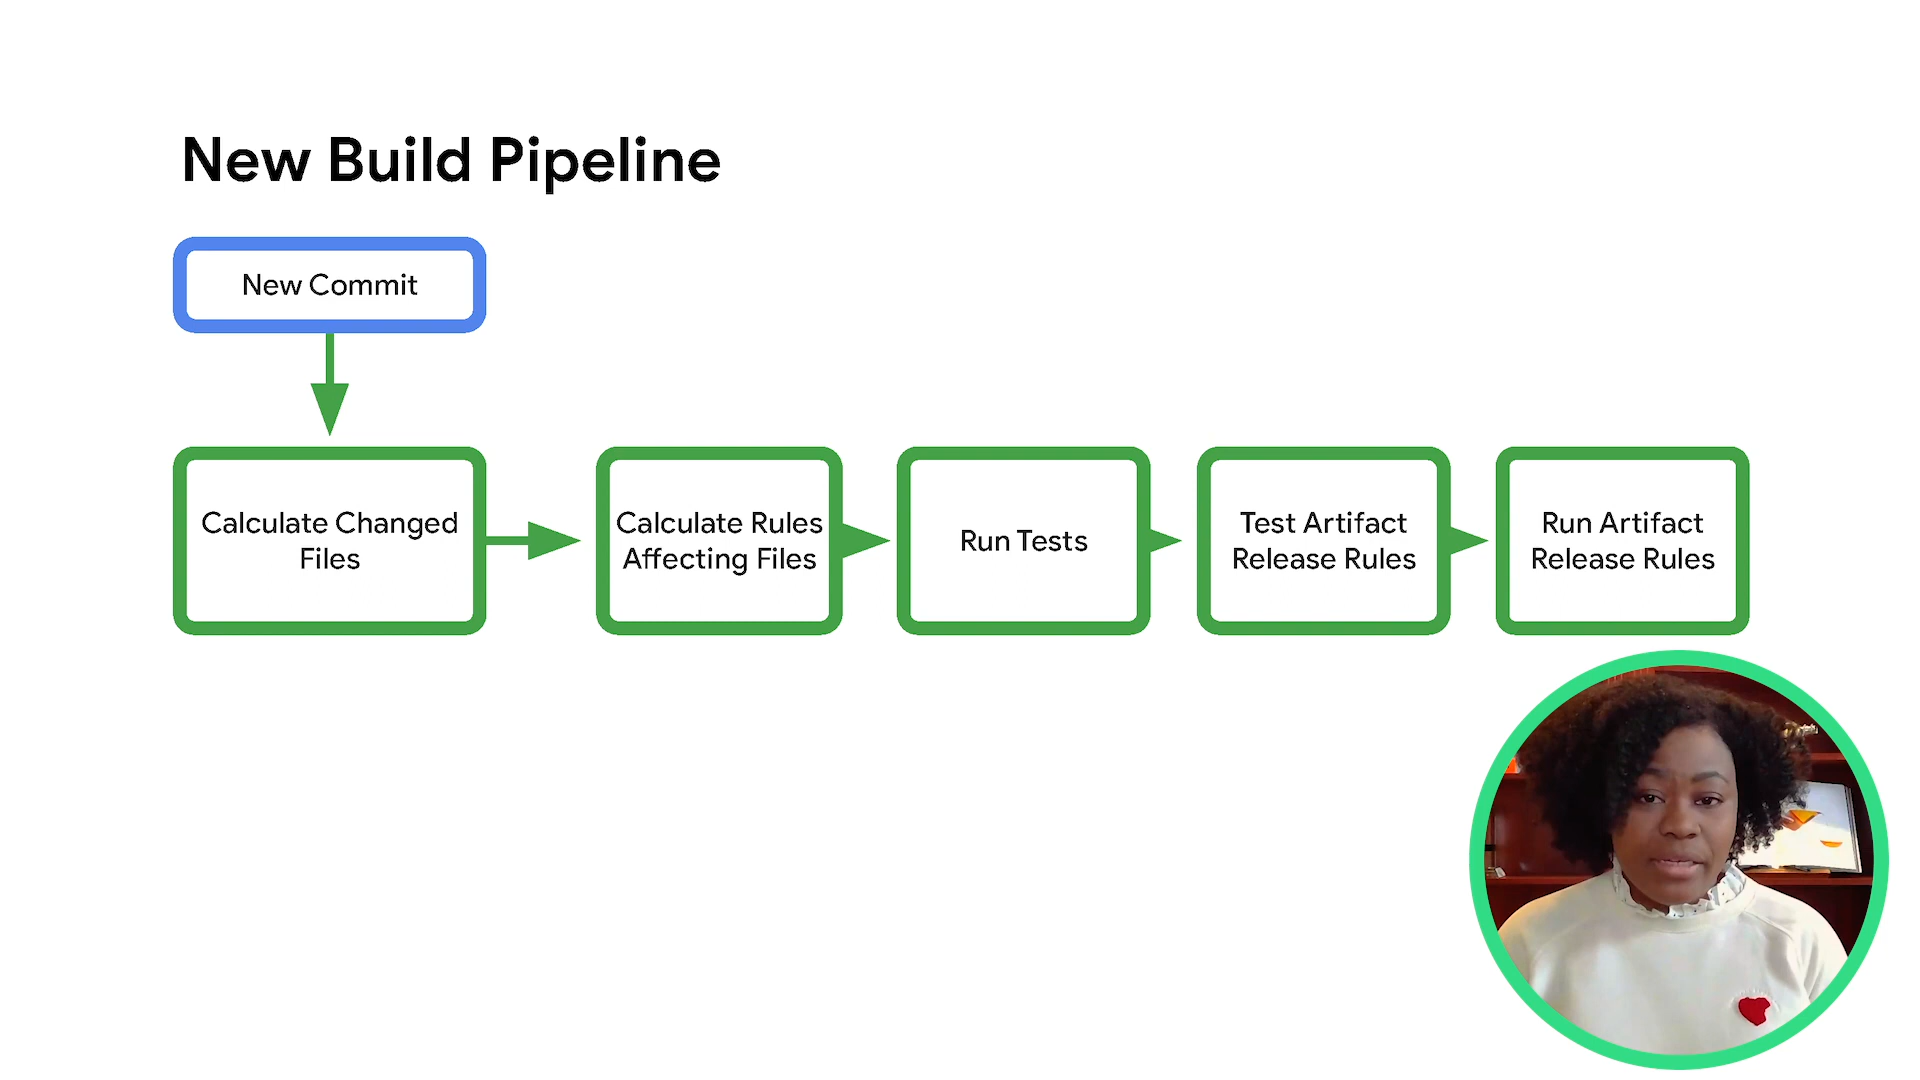 New Build Pipeline
New Commit
Calculate Changed
Files
Calculate Rules
Affecting Files
Run Tests
Test Artifact
Release Rules
Run Artifact
Release Rules